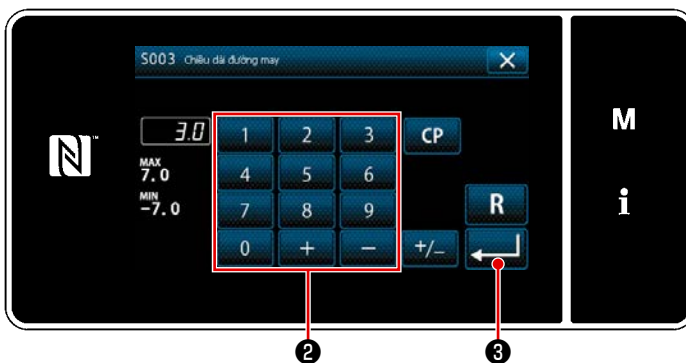 S003 Chiều dài đường may
3.0 1 2 3 CP
MAX
7.0 4 5 6
MIN
-7.0 7 8 9 R
0 + − +/−
M
i
N™
❷ ❸